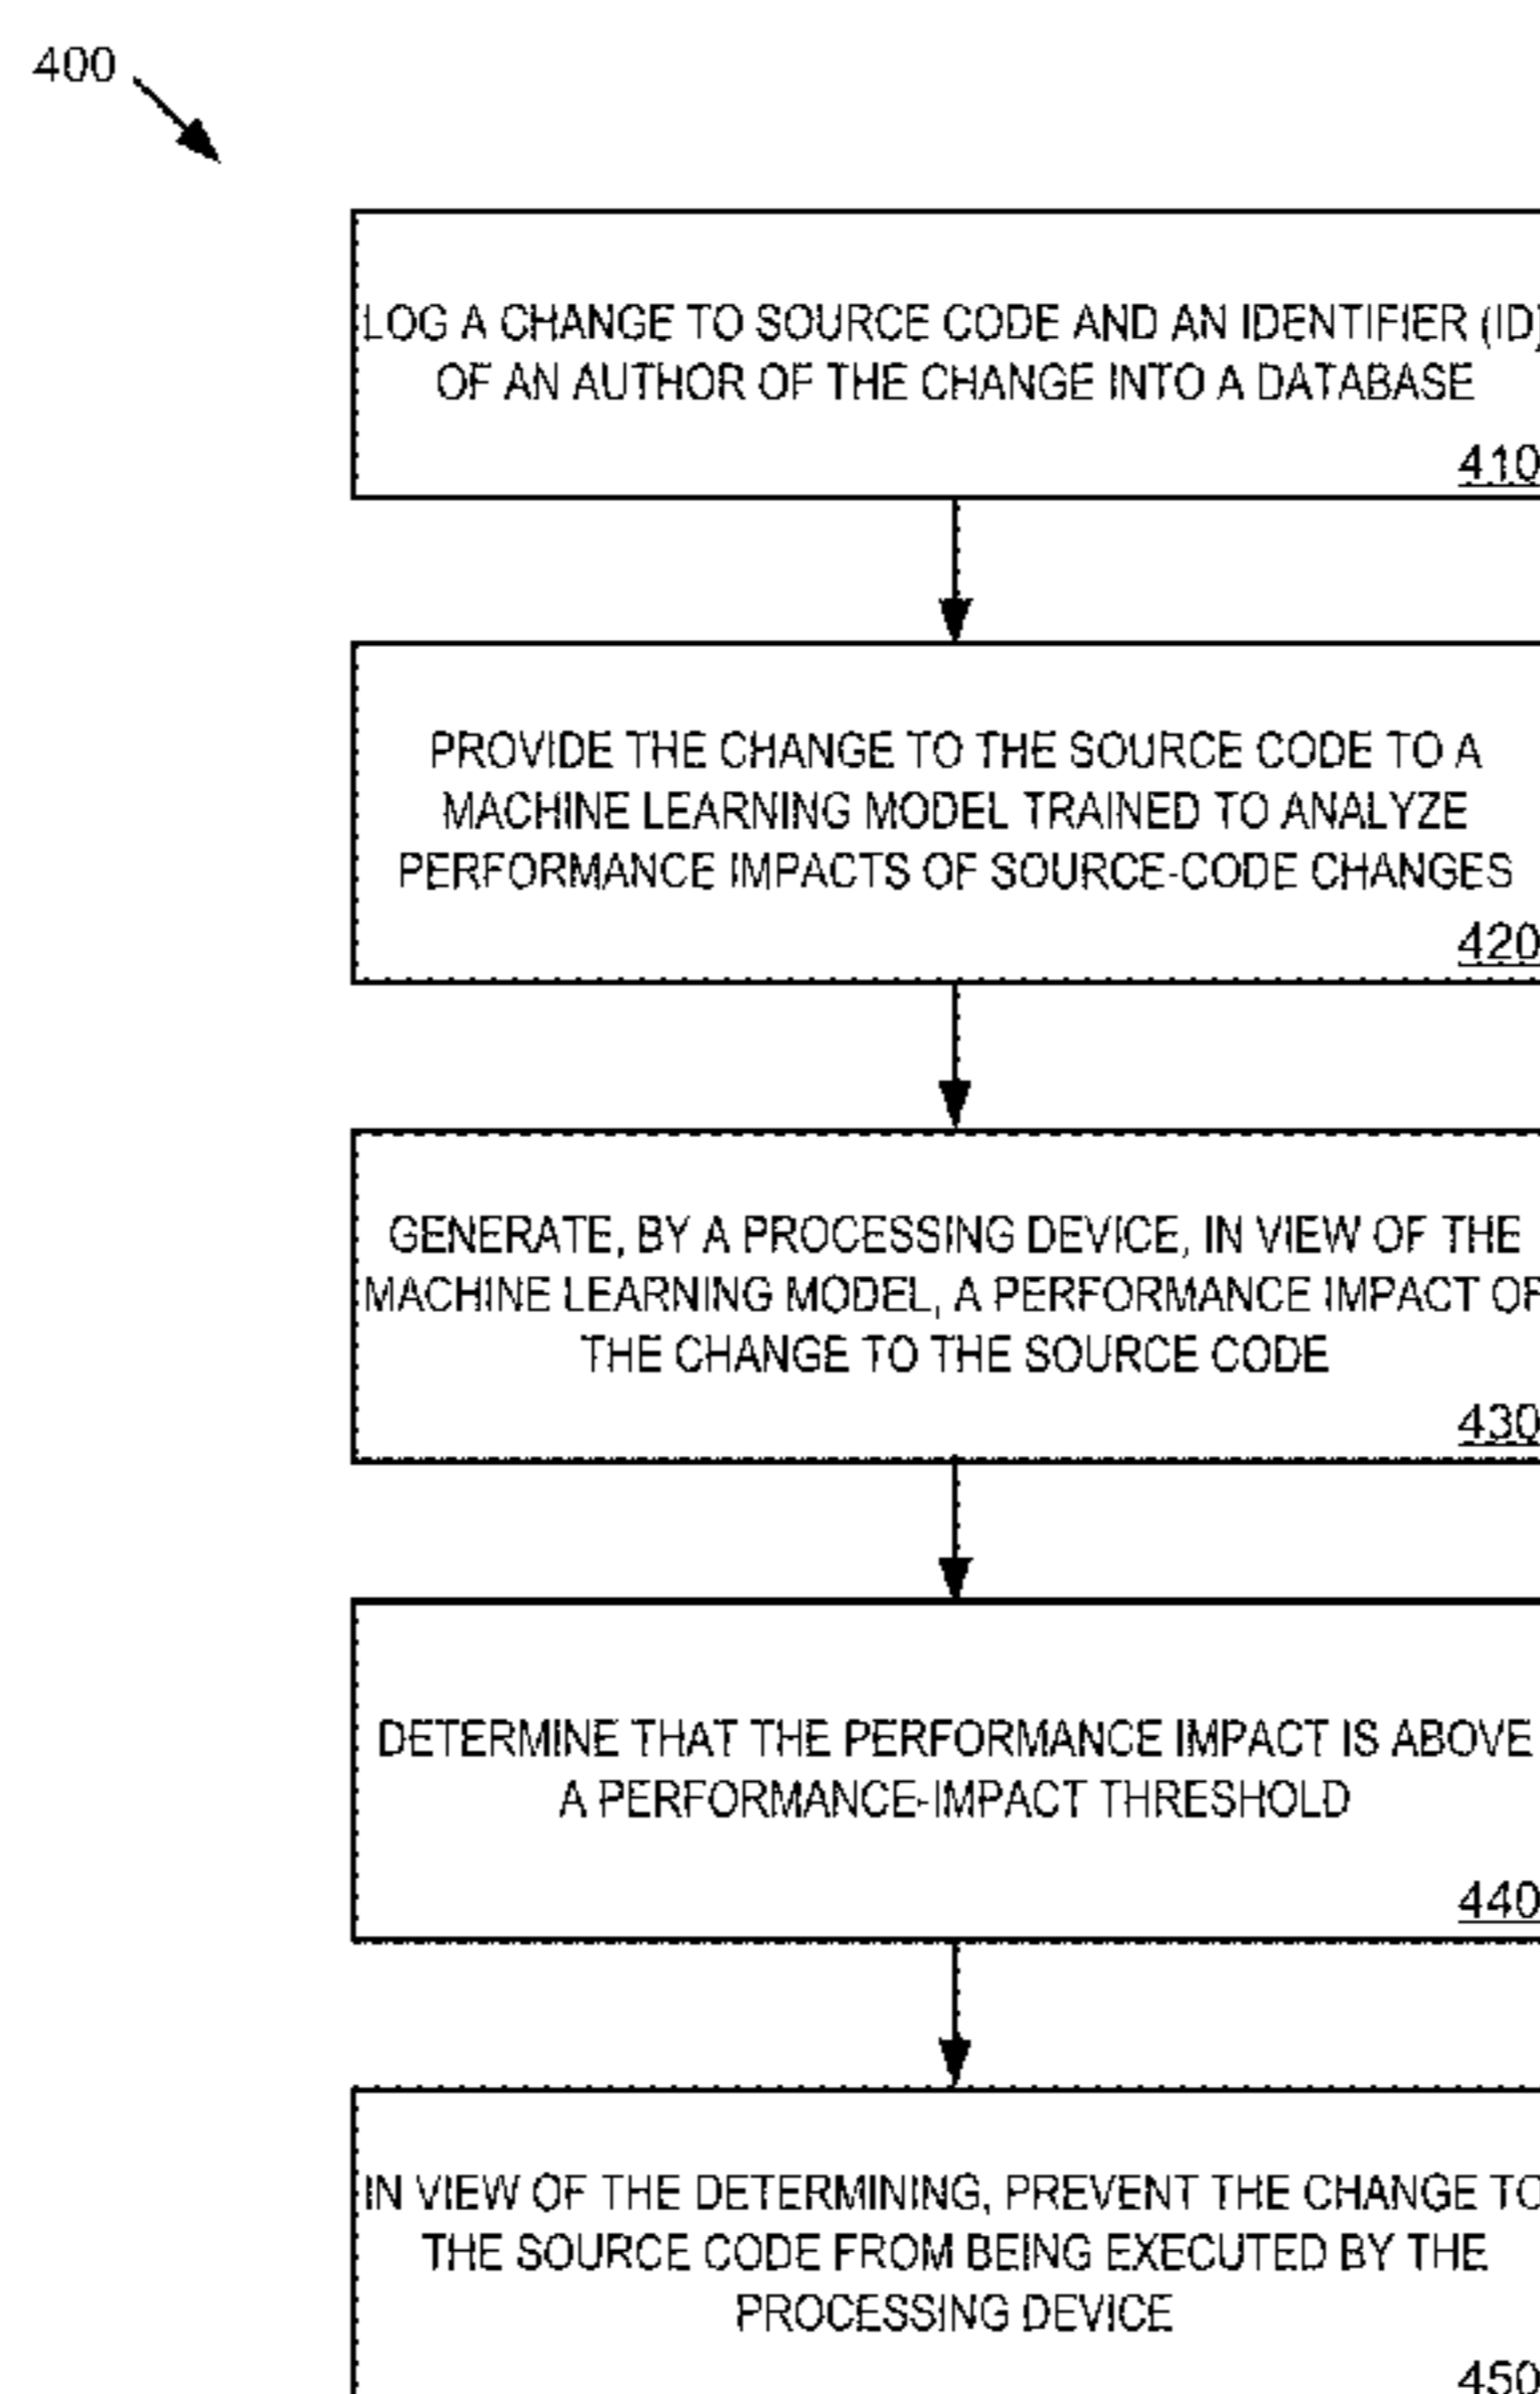 400
LOG A CHANGE TO SOURCE CODE AND AN IDENTIFIER (ID)
OF AN AUTHOR OF THE CHANGE INTO A DATABASE
410
PROVIDE THE CHANGE TO THE SOURCE CODE TO A
MACHINE LEARNING MODEL TRAINED TO ANALYZE
PERFORMANCE IMPACTS OF SOURCE-CODE CHANGES
420
GENERATE, BY A PROCESSING DEVICE, IN VIEW OF THE
MACHINE LEARNING MODEL, A PERFORMANCE IMPACT OF
THE CHANGE TO THE SOURCE CODE
430
DETERMINE THAT THE PERFORMANCE IMPACT IS ABOVE
A PERFORMANCE-IMPACT THRESHOLD
440
IN VIEW OF THE DETERMINING, PREVENT THE CHANGE TO
THE SOURCE CODE FROM BEING EXECUTED BY THE
PROCESSING DEVICE
450